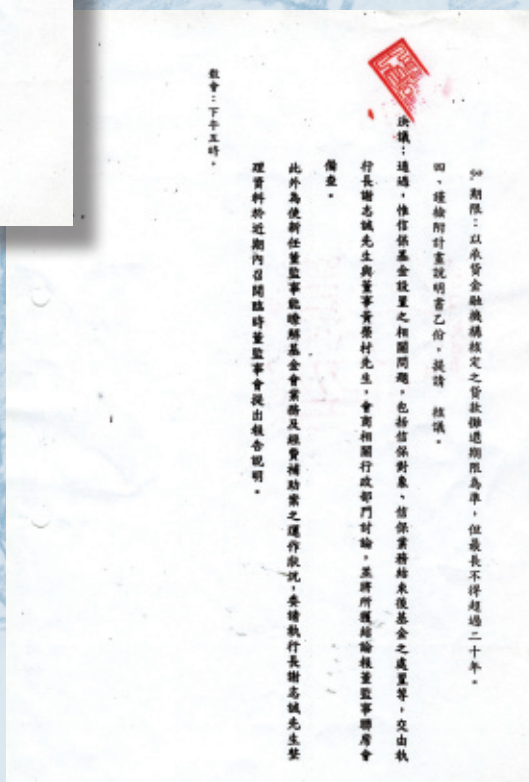 9、期限：以承貸金融機構核定之貸款攤還期限為準，但最長不得超過二十年。
四、謹檢附計畫說明書乙份，提請　核議。
決議：通過，惟信保基金設置之相關問題，包括信保對象、信保業務結束後基金之處置等，交由執
行長謝志誠先生與董事黃榮村先生，會商相關行政部門討論，並將所獲結論報董監事聯席會
備查。
此外為使新任董監事能瞭解基金會業務及經費補助案之運作狀況，委請執行長謝志誠先生整
理資料於近期內召開臨時董監事會提出報告說明。
散會：下午五時。